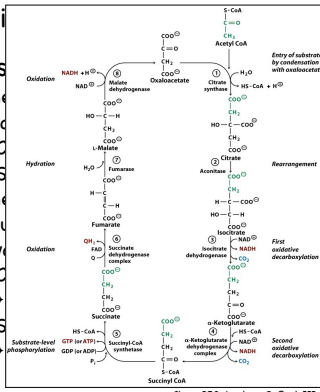 S–CoA
C=O
CH₃
Acetyl CoA
Entry of substrate
by condensation
with oxaloacetate
COO⊖
C=O
CH₂
COO⊖
Oxaloacetate
①
Citrate
synthase
H₂O
HS-CoA + H⊕
COO⊖
CH₂
HO–C–COO⊖
CH₂
COO⊖
Citrate
Rearrangement
②
Aconitase
COO⊖
CH₂
H–C–COO⊖
HO–C–H
COO⊖
Isocitrate
③
Isocitrate
dehydrogenase
NAD⊕
NADH
CO₂
First
oxidative
decarboxylation
COO⊖
CH₂
CH₂
C=O
COO⊖
α-Ketoglutarate
④
α-Ketoglutarate
dehydrogenase
complex
HS-CoA
NAD⊕
NADH
CO₂
Second
oxidative
decarboxylation
COO⊖
CH₂
CH₂
C=O
S–CoA
Succinyl CoA
⑤
Succinyl-CoA
synthetase
HS–CoA
GTP (or ATP)
GDP (or ADP)
Pᵢ
Substrate-level
phosphorylation
COO⊖
CH₂
CH₂
COO⊖
Succinate
⑥
Succinate
dehydrogenase
complex
QH₂
FAD
Q
Oxidation
COO⊖
C–H
H–C
COO⊖
Fumarate
⑦
Fumarase
H₂O
Hydration
COO⊖
HO–C–H
CH₂
COO⊖
L-Malate
⑧
Malate
dehydrogenase
NADH + H⊕
NAD⊕
Oxidation